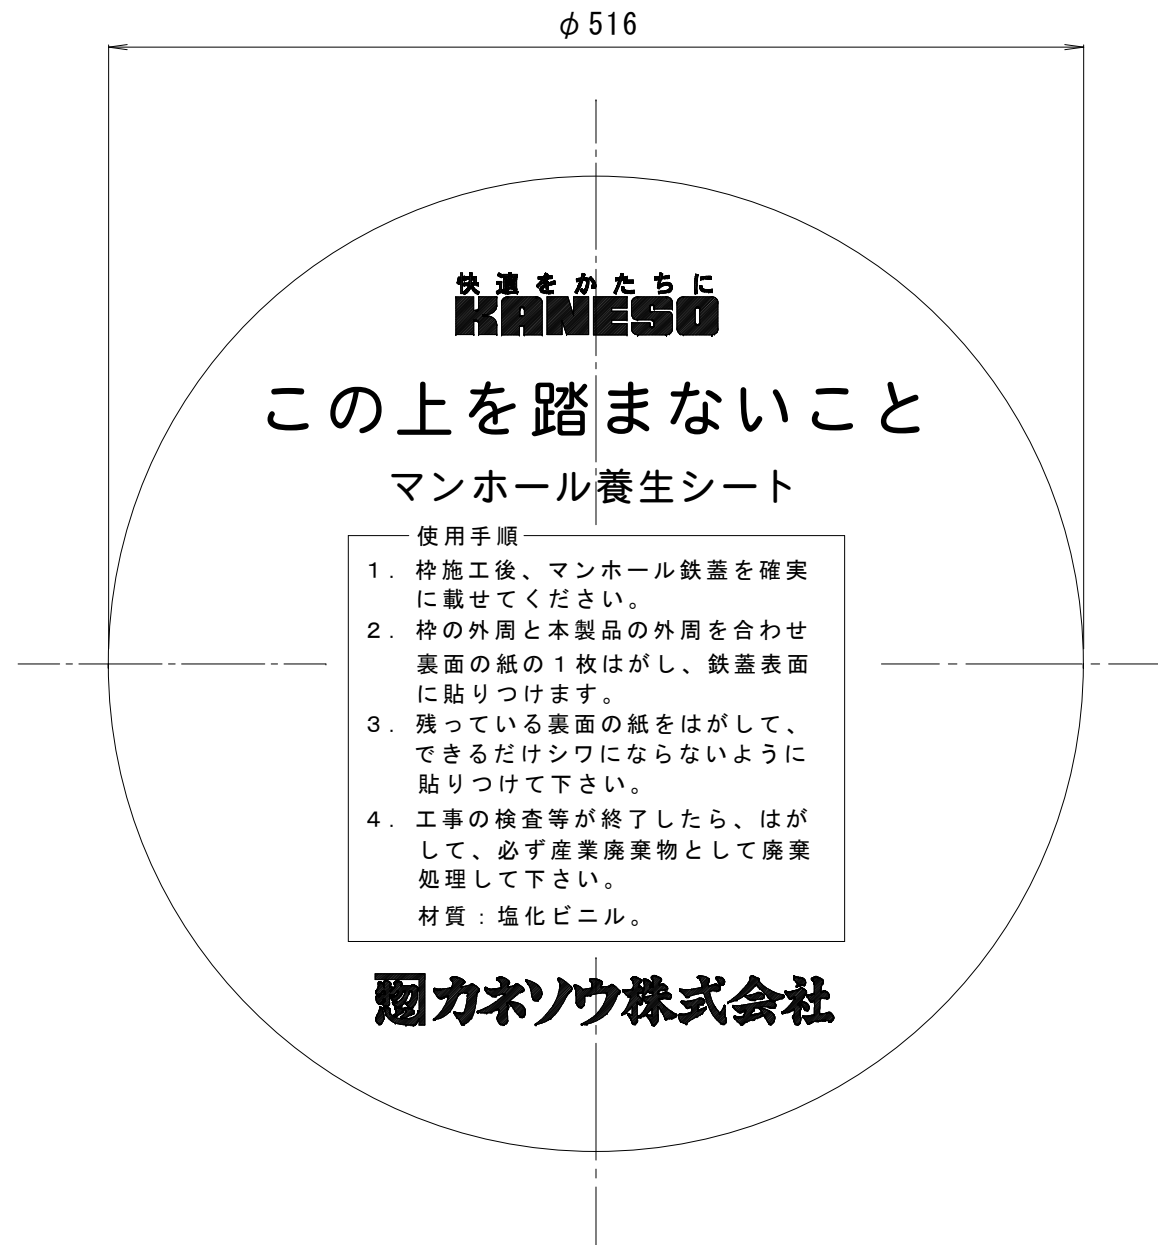 φ516
快適をかたちに
KANESO
この上を踏まないこと
マンホール養生シート
使用手順
1. 枠施工後、マンホール鉄蓋を確実
に載せてください。
2. 枠の外周と本製品の外周を合わせ
裏面の紙の1枚はがし、鉄蓋表面
に貼りつけます。
3. 残っている裏面の紙をはがして、
できるだけシワにならないように
貼りつけて下さい。
4. 工事の検査等が終了したら、はが
して、必ず産業廃棄物として廃棄
処理して下さい。
材質:塩化ビニル。
カネソウ株式会社